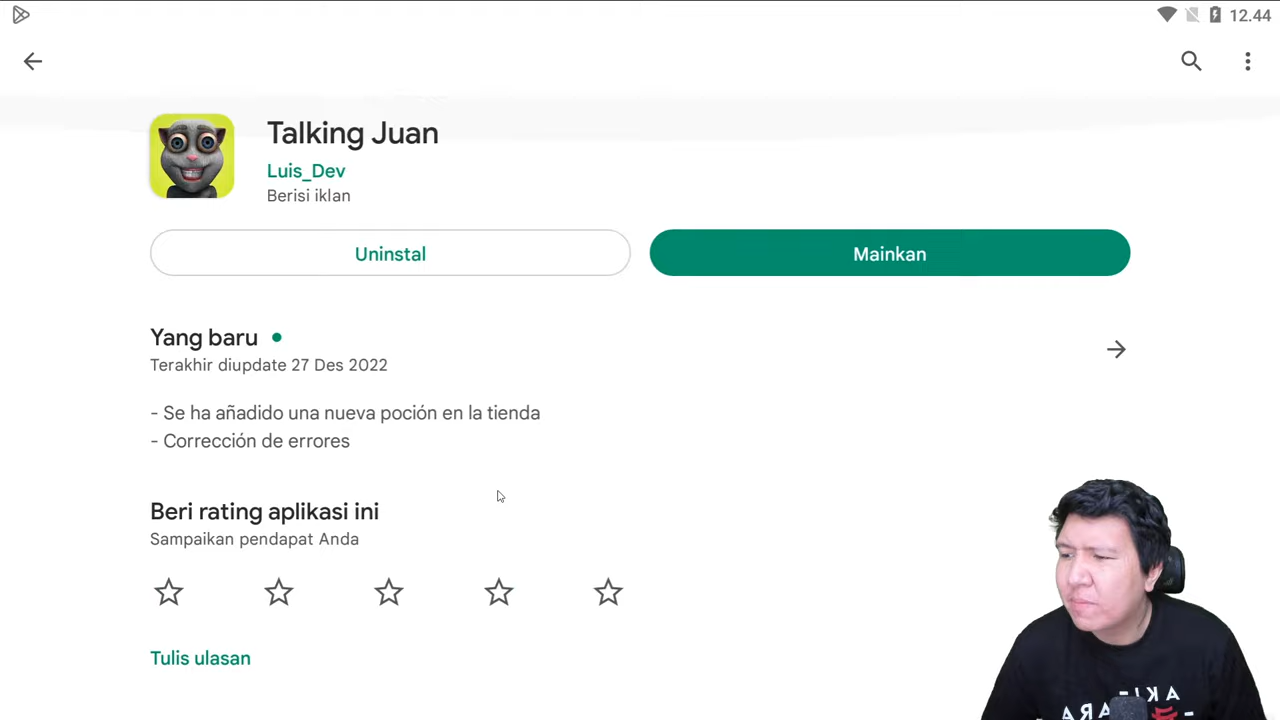 12.44
Talking Juan
Luis_Dev
Berisi iklan
Uninstal
Mainkan
Yang baru
Terakhir diupdate 27 Des 2022
- Se ha añadido una nueva poción en la tienda
- Corrección de errores
Beri rating aplikasi ini
Sampaikan pendapat Anda
Tulis ulasan